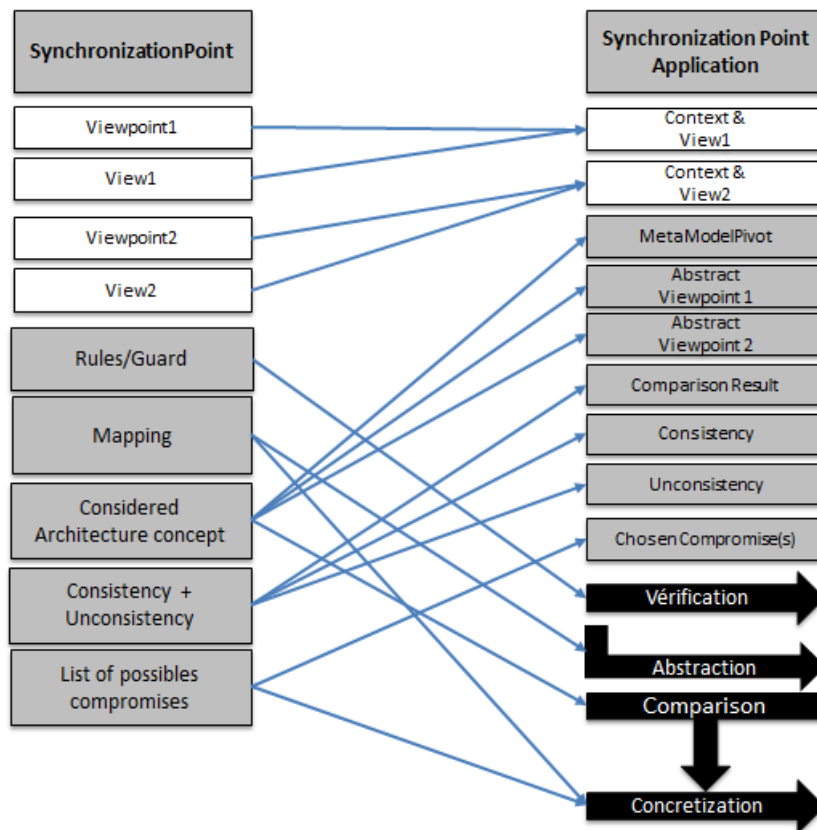 SynchronizationPoint
Viewpoint1
View1
Viewpoint2
View2
Rules/Guard
Mapping
Considered
Architecture concept
Consistency +
Unconsistency
List of possibles
compromises
Synchronization Point
Application
Context &
View1
Context &
View2
MetaModelPivot
Abstract
Viewpoint 1
Abstract
Viewpoint 2
Comparison Result
Consistency
Unconsistency
Chosen Compromise(s)
Vérification
Abstraction
Comparison
Concretization